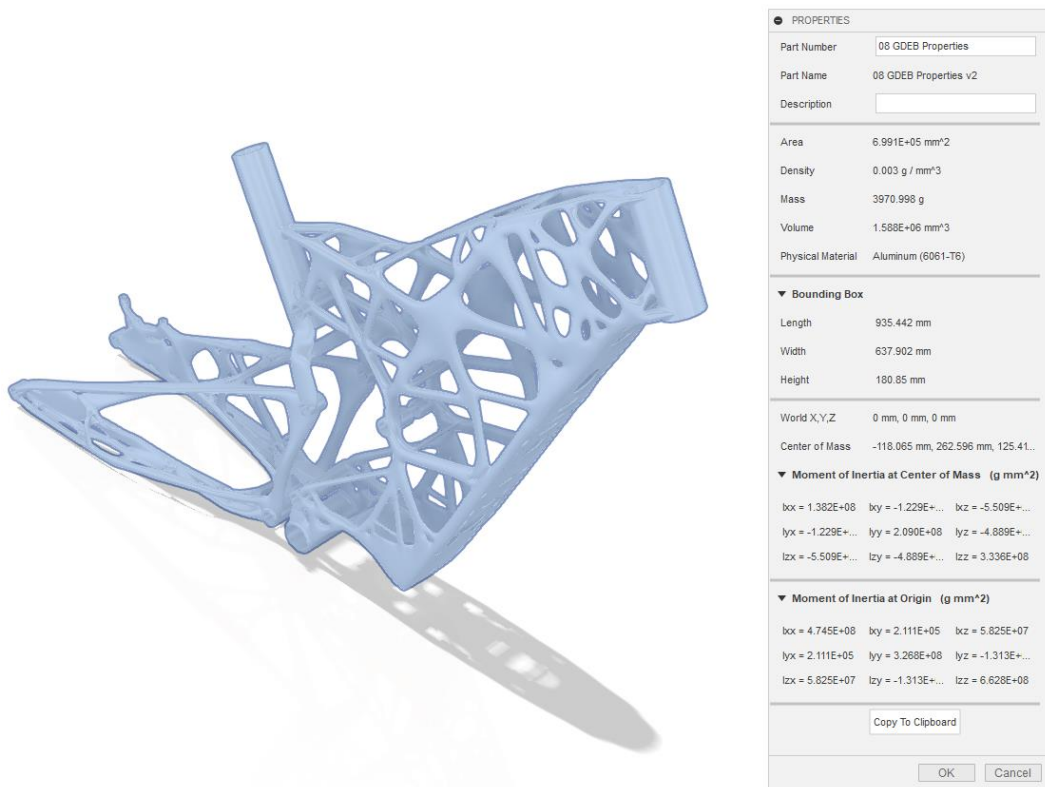 PROPERTIES
Part Number 08 GDEB Properties
Part Name 08 GDEB Properties v2
Description
Area 6.991E+05 mm^2
Density 0.003 g / mm^3
Mass 3970.998 g
Volume 1.588E+06 mm^3
Physical Material Aluminum (6061-T6)
▼ Bounding Box
Length 935.442 mm
Width 637.902 mm
Height 180.85 mm
World X,Y,Z 0 mm, 0 mm, 0 mm
Center of Mass -118.065 mm, 262.596 mm, 125.41...
▼ Moment of Inertia at Center of Mass (g mm^2)
Ixx = 1.382E+08 Ixy = -1.229E+... Ixz = -5.509E+...
Iyx = -1.229E+... Iyy = 2.090E+08 Iyz = -4.889E+...
Izx = -5.509E+... Izy = -4.889E+... Izz = 3.336E+08
▼ Moment of Inertia at Origin (g mm^2)
Ixx = 4.745E+08 Ixy = 2.111E+05 Ixz = 5.825E+07
Iyx = 2.111E+05 Iyy = 3.268E+08 Iyz = -1.313E+...
Izx = 5.825E+07 Izy = -1.313E+... Izz = 6.628E+08
Copy To Clipboard
OK Cancel